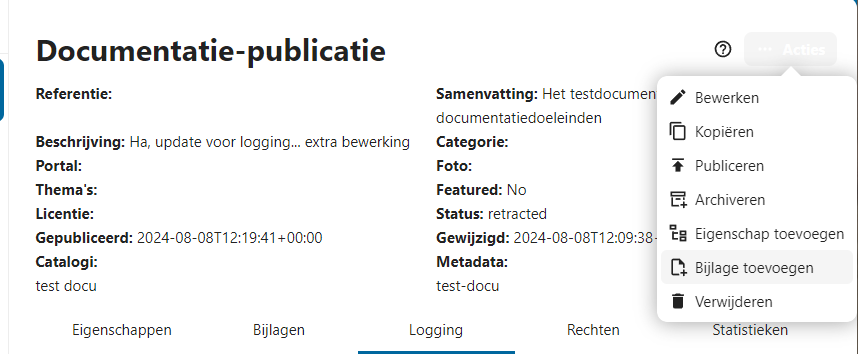 Documentatie-publicatie
Acties
Referentie:
Samenvatting: Het testdocumen
documentatiedoeleinden
Beschrijving: Ha, update voor logging... extra bewerking
Categorie:
Portal:
Foto:
Thema's:
Featured: No
Licentie:
Status: retracted
Gepubliceerd: 2024-08-08T12:19:41+00:00
Gewijzigd: 2024-08-08T12:09:38
Catalogi:
Metadata:
test docu
test-docu
Bewerken
Kopiëren
Publiceren
Archiveren
Eigenschap toevoegen
Bijlage toevoegen
Verwijderen
Eigenschappen
Bijlagen
Logging
Rechten
Statistieken